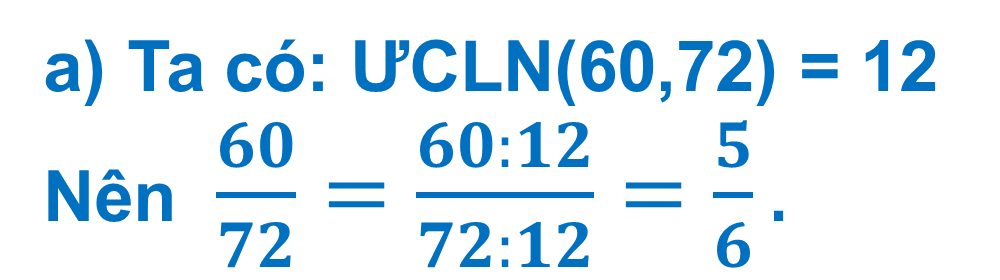 a) Ta có: ƯCLN(60,72) = 12
Nên 60/72 = 60:12/72:12 = 5/6.